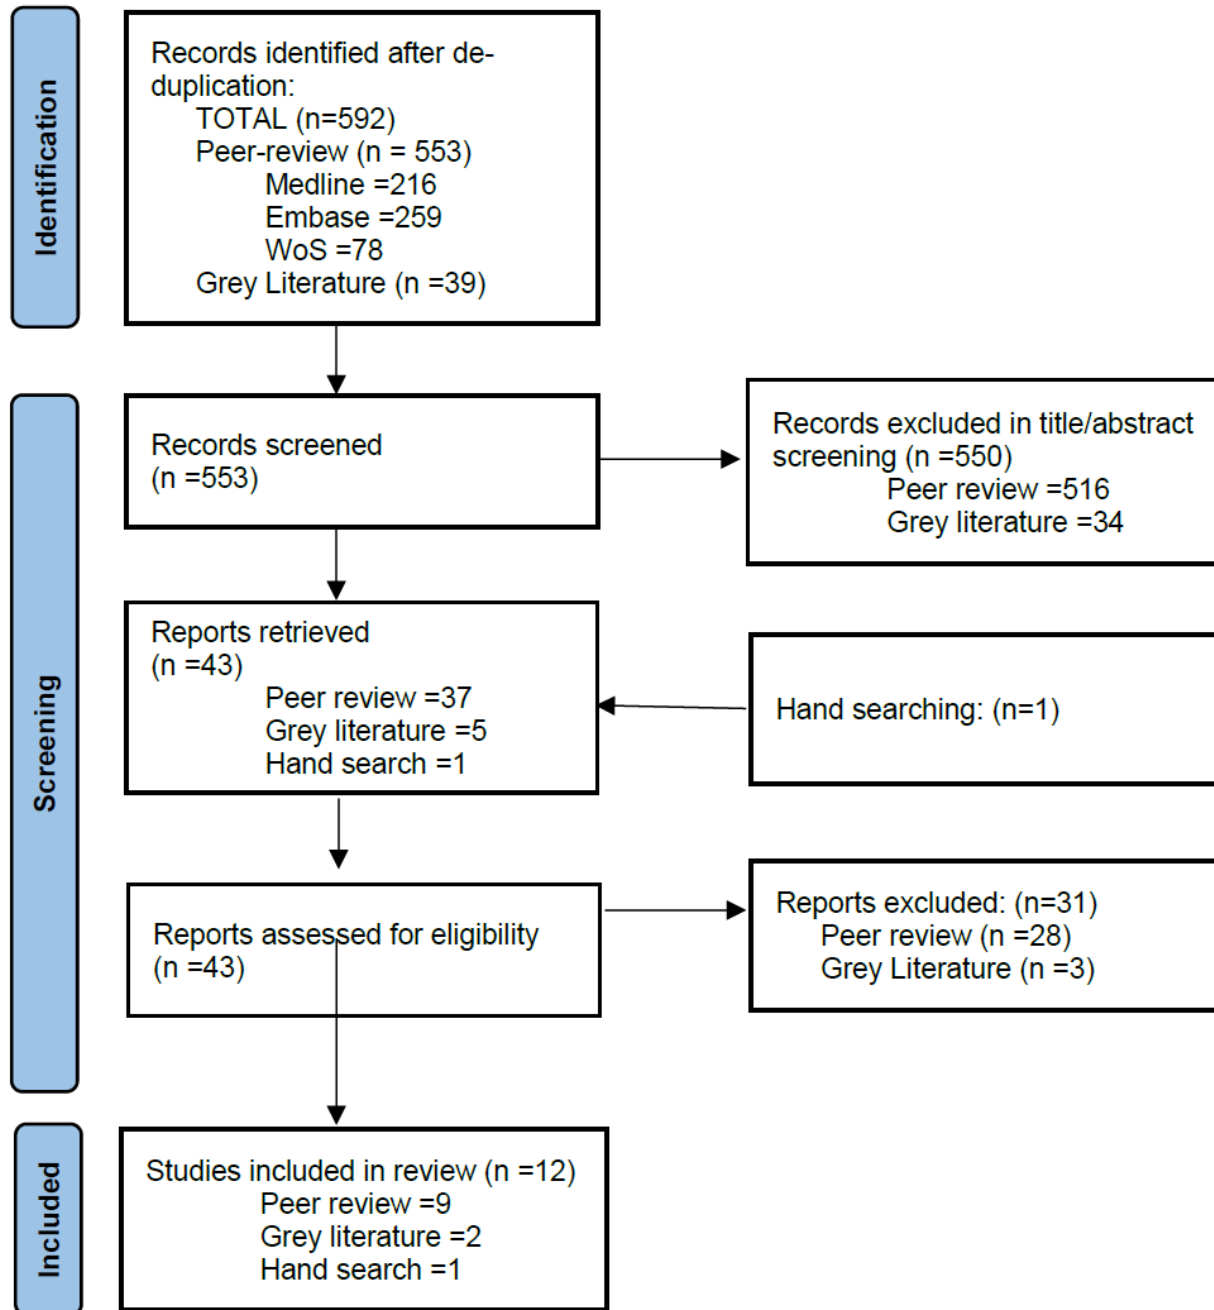 Identification
Records identified after de-
duplication:
TOTAL (n=592)
Peer-review (n = 553)
Medline =216
Embase =259
WoS =78
Grey Literature (n =39)
Screening
Records screened
(n =553)
Records excluded in title/abstract
screening (n =550)
Peer review =516
Grey literature =34
Reports retrieved
(n =43)
Peer review =37
Grey literature =5
Hand search =1
Hand searching: (n=1)
Reports assessed for eligibility
(n =43)
Reports excluded: (n=31)
Peer review (n =28)
Grey Literature (n =3)
Included
Studies included in review (n =12)
Peer review =9
Grey literature =2
Hand search =1